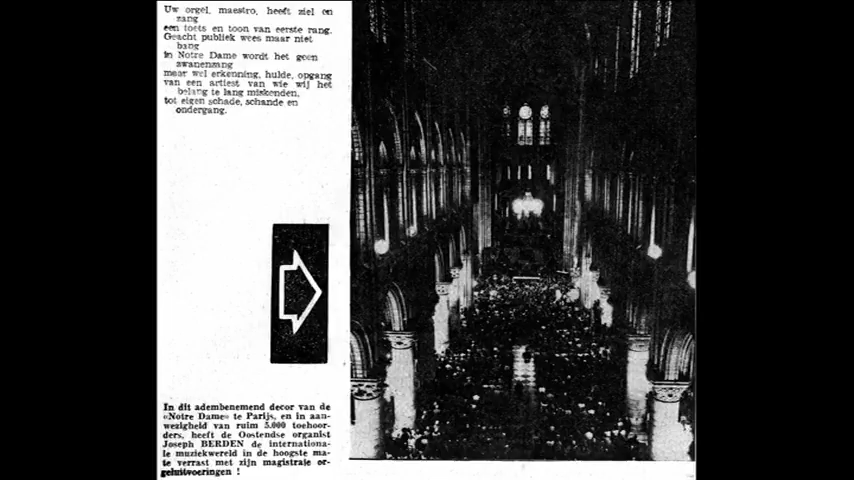 Uw orgel, maestro, heeft ziel en
zang
een toets en toon van eerste rang.
Geacht publiek wees maar niet
bang
in Notre Dame wordt het geen
zwanenzang
maar wel erkenning, hulde, opgang
van een artiest van wie wij het
belang te lang miskenden,
tot eigen schade, schande en
ondergang.
In dit adembenemend decor van de
«Notre Dame» te Parijs, en in aan-
wezigheid van ruim 5.000 toehoor-
ders, heeft de Oostendse organist
Joseph BERDEN de internationa-
le muziekwereld in de hoogste ma-
te verrast met zijn magistrale or-
geluitvoeringen !